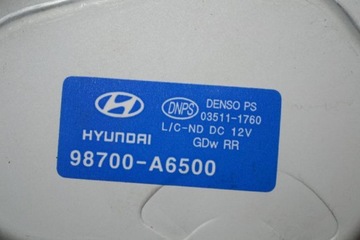 DNPS
DENSO PS
03511-1760
L/C-ND DC 12V
GDw RR
HYUNDAI
98700-A6500